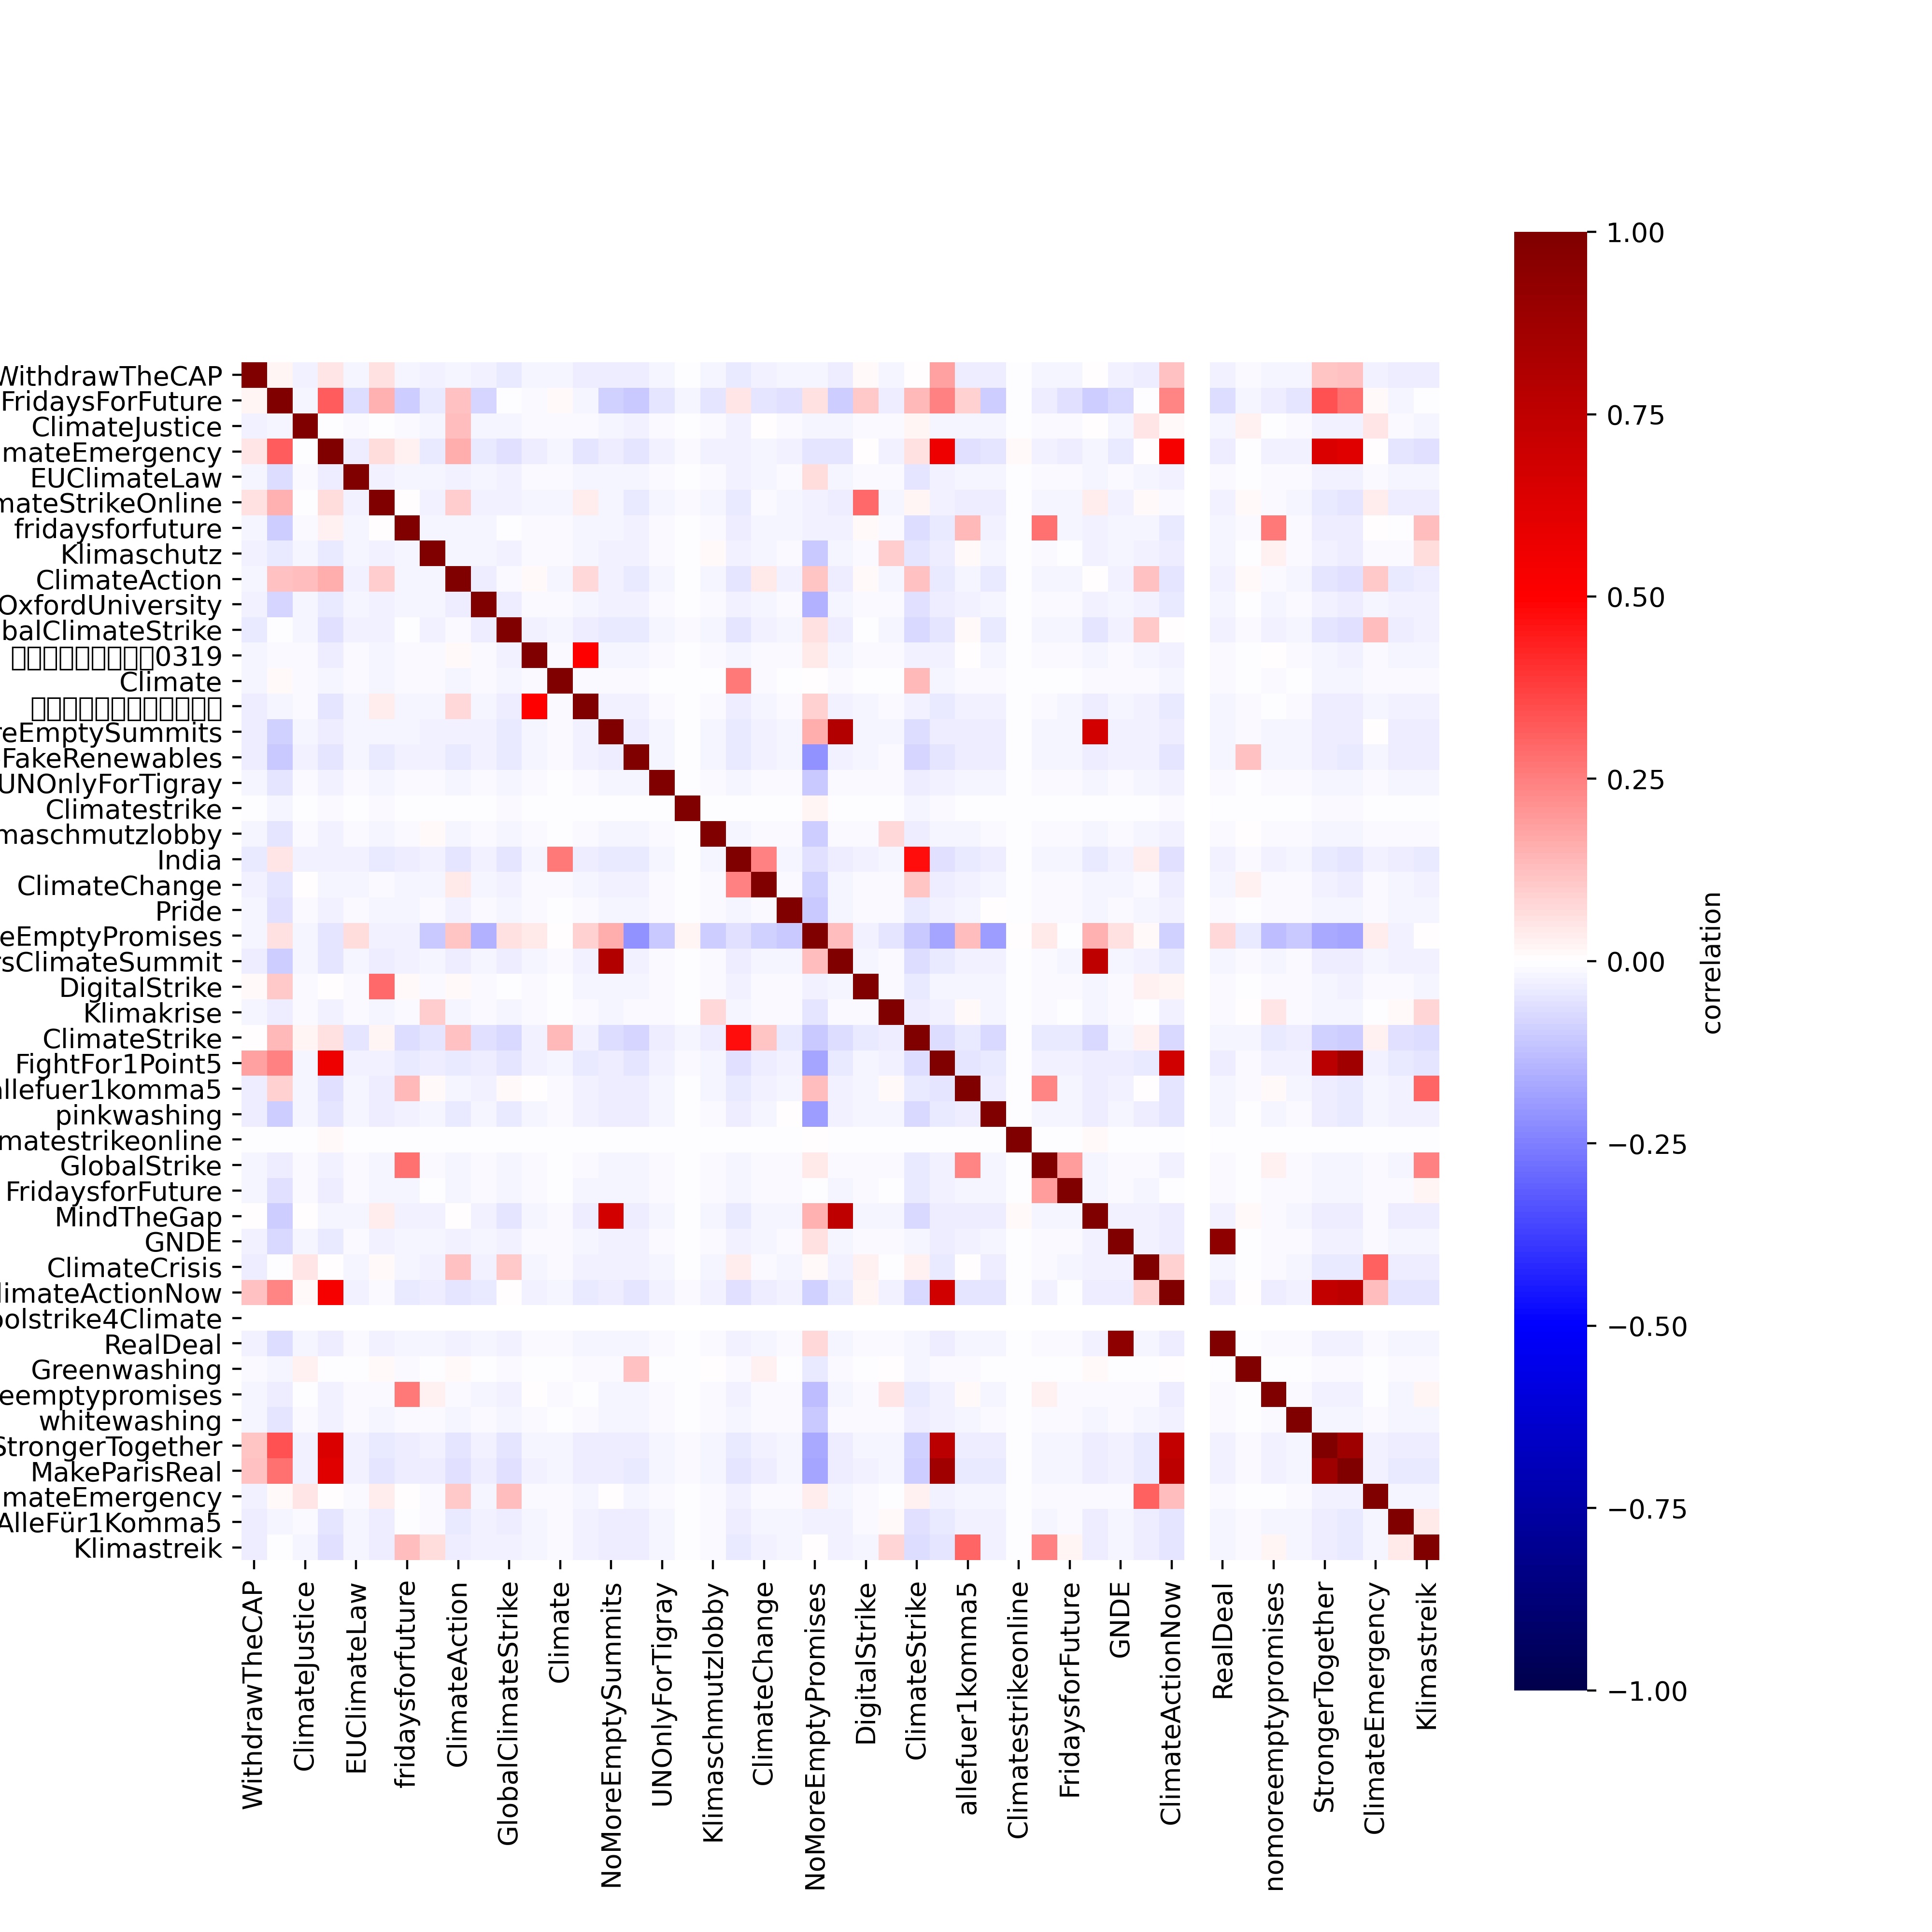 WithdrawTheCAP
FridaysForFuture
ClimateJustice
mateEmergency
EUClimateLaw
mateStrikeOnline
fridaysforfuture
Klimaschutz
ClimateAction
OxfordUniversity
balClimateStrike
0319
Climate
eEmptySummits
FakeRenewables
UNOnlyForTigray
Climatestrike
maschmutzlobby
India
ClimateChange
Pride
eEmptyPromises
rsClimateSummit
DigitalStrike
Klimakrise
ClimateStrike
FightFor1Point5
allefuer1komma5
pinkwashing
matestrikeonline
GlobalStrike
FridaysforFuture
MindTheGap
GNDE
ClimateCrisis
limateActionNow
olstrike4Climate
RealDeal
Greenwashing
eemptypromises
whitewashing
StrongerTogether
MakeParisReal
mateEmergency
AlleFür1Komma5
Klimastreik
WithdrawTheCAP
ClimateJustice
EUClimateLaw
fridaysforfuture
ClimateAction
GlobalClimateStrike
Climate
NoMoreEmptySummits
UNOnlyForTigray
Klimaschmutzlobby
ClimateChange
NoMoreEmptyPromises
DigitalStrike
ClimateStrike
allefuer1komma5
Climatestrikeonline
FridaysforFuture
GNDE
ClimateActionNow
RealDeal
nomoreemptypromises
StrongerTogether
ClimateEmergency
Klimastreik
1.00
0.75
0.50
0.25
0.00
−0.25
−0.50
−0.75
−1.00
correlation